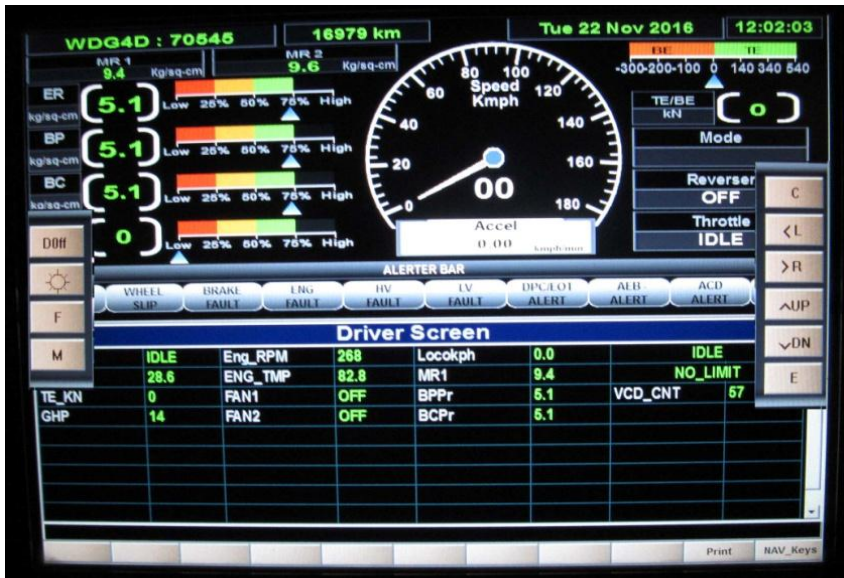 WDG4D : 70545
16979 km
Tue 22 Nov 2016
12:02:03
MR 1
9.4 Kg/sq-cm
MR 2
9.6 Kg/sq-cm
BE TE
-300-200-100 0 140 340 540
ER
kg/sq-cm
5.1
Low 25% 50% 75% High
BP
kg/sq-cm
5.1
Low 25% 50% 75% High
BC
kg/sq-cm
5.1
Low 25% 50% 75% High
0
Low 25% 50% 75% High
0 20 40 60 80 100 120 140 160 180
Speed
Kmph
00
Accel
0.00 kmph/min
TE/BE
kN
0
Mode
Reverser
OFF
Throttle
IDLE
DOff
F
M
C
<L
>R
UP
DN
E
ALERTER BAR
WHEEL SLIP
BRAKE FAULT
ENG FAULT
HV FAULT
LV FAULT
DPC/LOT ALERT
AEB ALERT
ACD ALERT
Driver Screen
IDLE Eng_RPM 268 Locokph 0.0 IDLE
28.6 ENG_TMP 82.8 MR1 9.4 NO_LIMIT
TE_KN 0 FAN1 OFF BPPr 5.1 VCD_CNT 57
GHP 14 FAN2 OFF BCPr 5.1
Print NAV_Keys